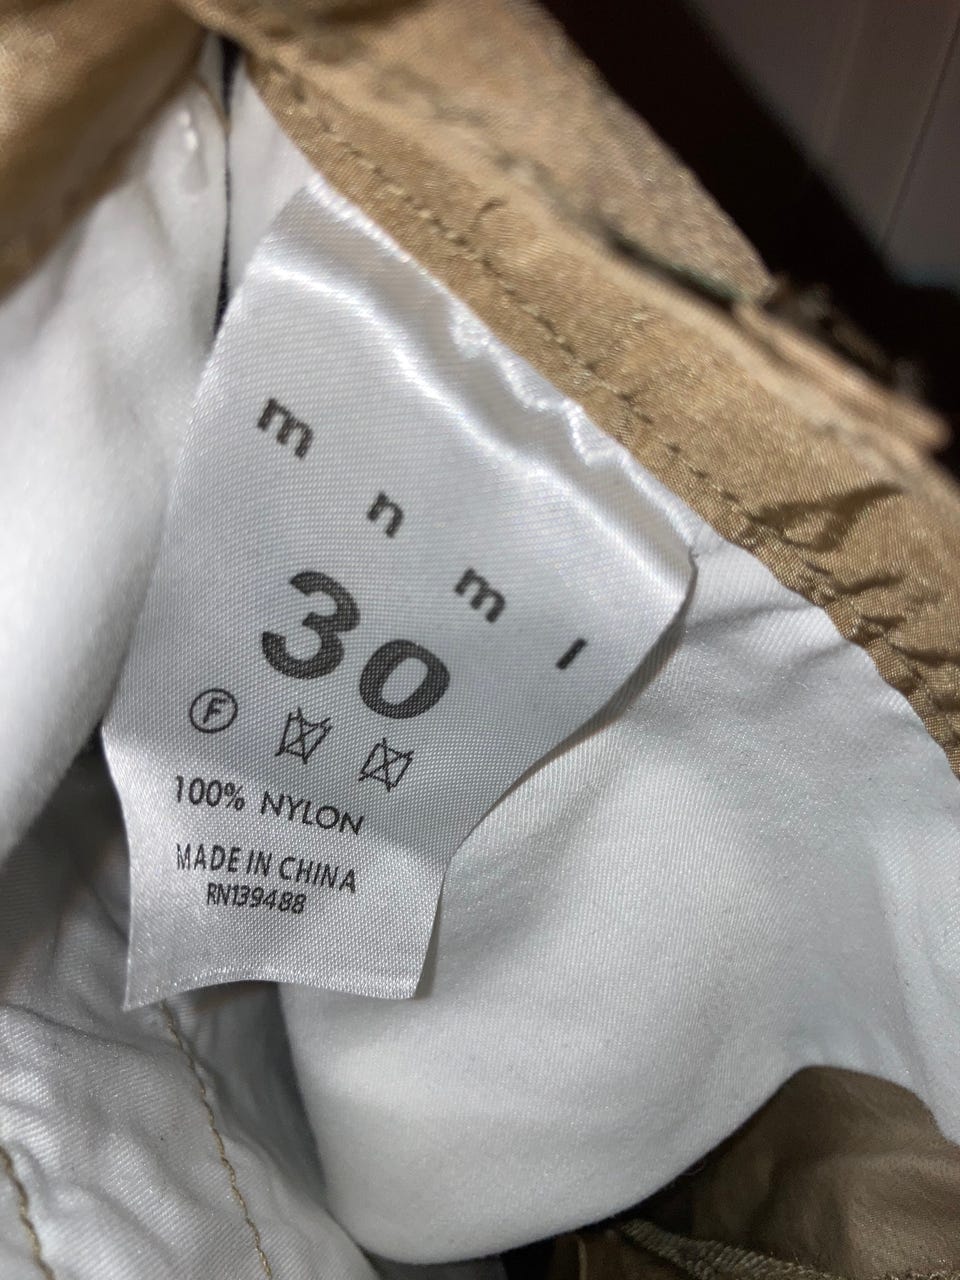 m n m l
30
F
100% NYLON
MADE IN CHINA
RN139488